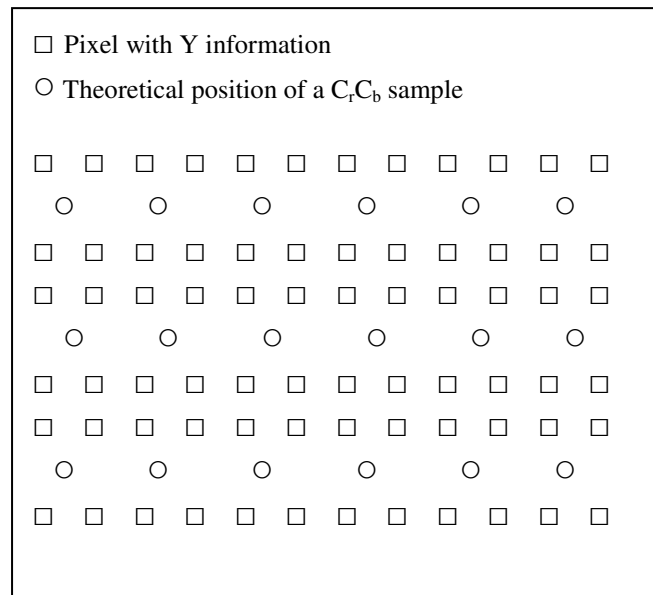 Pixel with Y information
Theoretical position of a CrCb sample